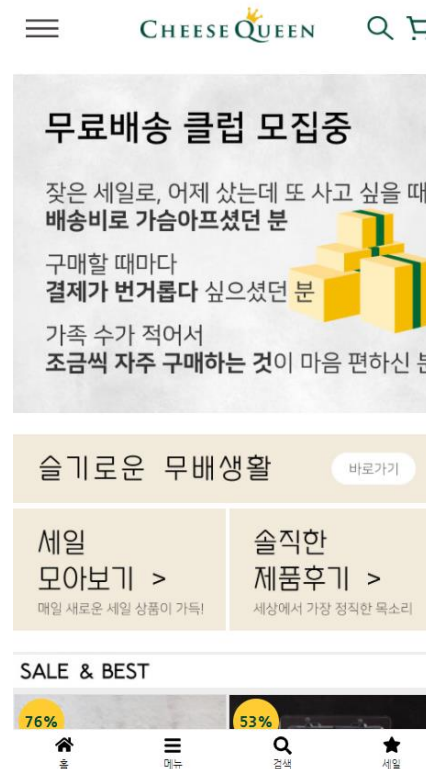 CHEESE QUEEN
무료배송 클럽 모집중
잦은 세일로, 어제 샀는데 또 사고 싶을 때
배송비로 가슴아프셨던 분
구매할 때마다
결제가 번거롭다 싶으셨던 분
가족 수가 적어서
조금씩 자주 구매하는 것이 마음 편하신 분
슬기로운 무배생활
바로가기
세일
모아보기 >
매일 새로운 세일 상품이 가득!
솔직한
제품후기 >
세상에서 가장 정직한 목소리
SALE & BEST
76%
53%
홈
메뉴
검색
세일